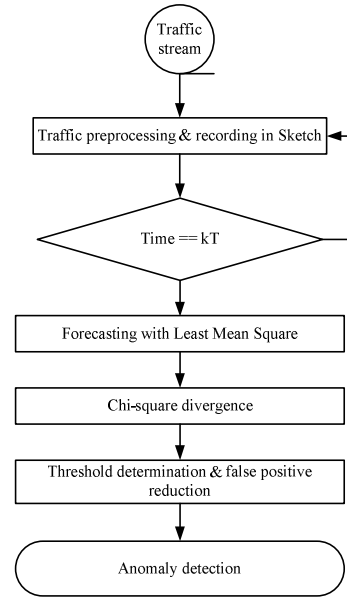 Traffic
stream
Traffic preprocessing & recording in Sketch
Time == kT
Forecasting with Least Mean Square
Chi-square divergence
Threshold determination & false positive
reduction
Anomaly detection